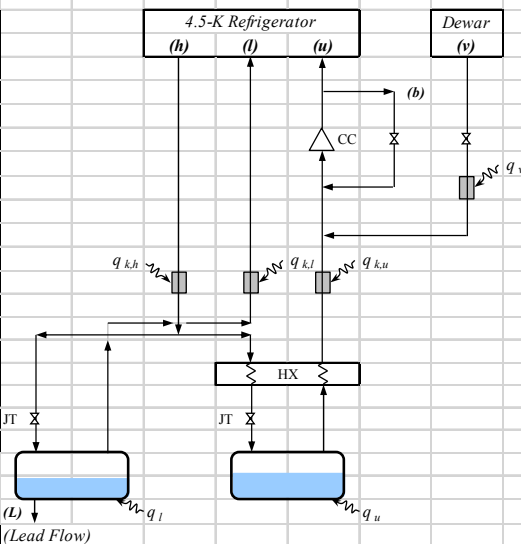 4.5-K Refrigerator
Dewar
(h)
(l)
(u)
(v)
(b)
CC
q v
q k,h
q k,l
q k,u
HX
JT
JT
(L)
q l
q u
(Lead Flow)